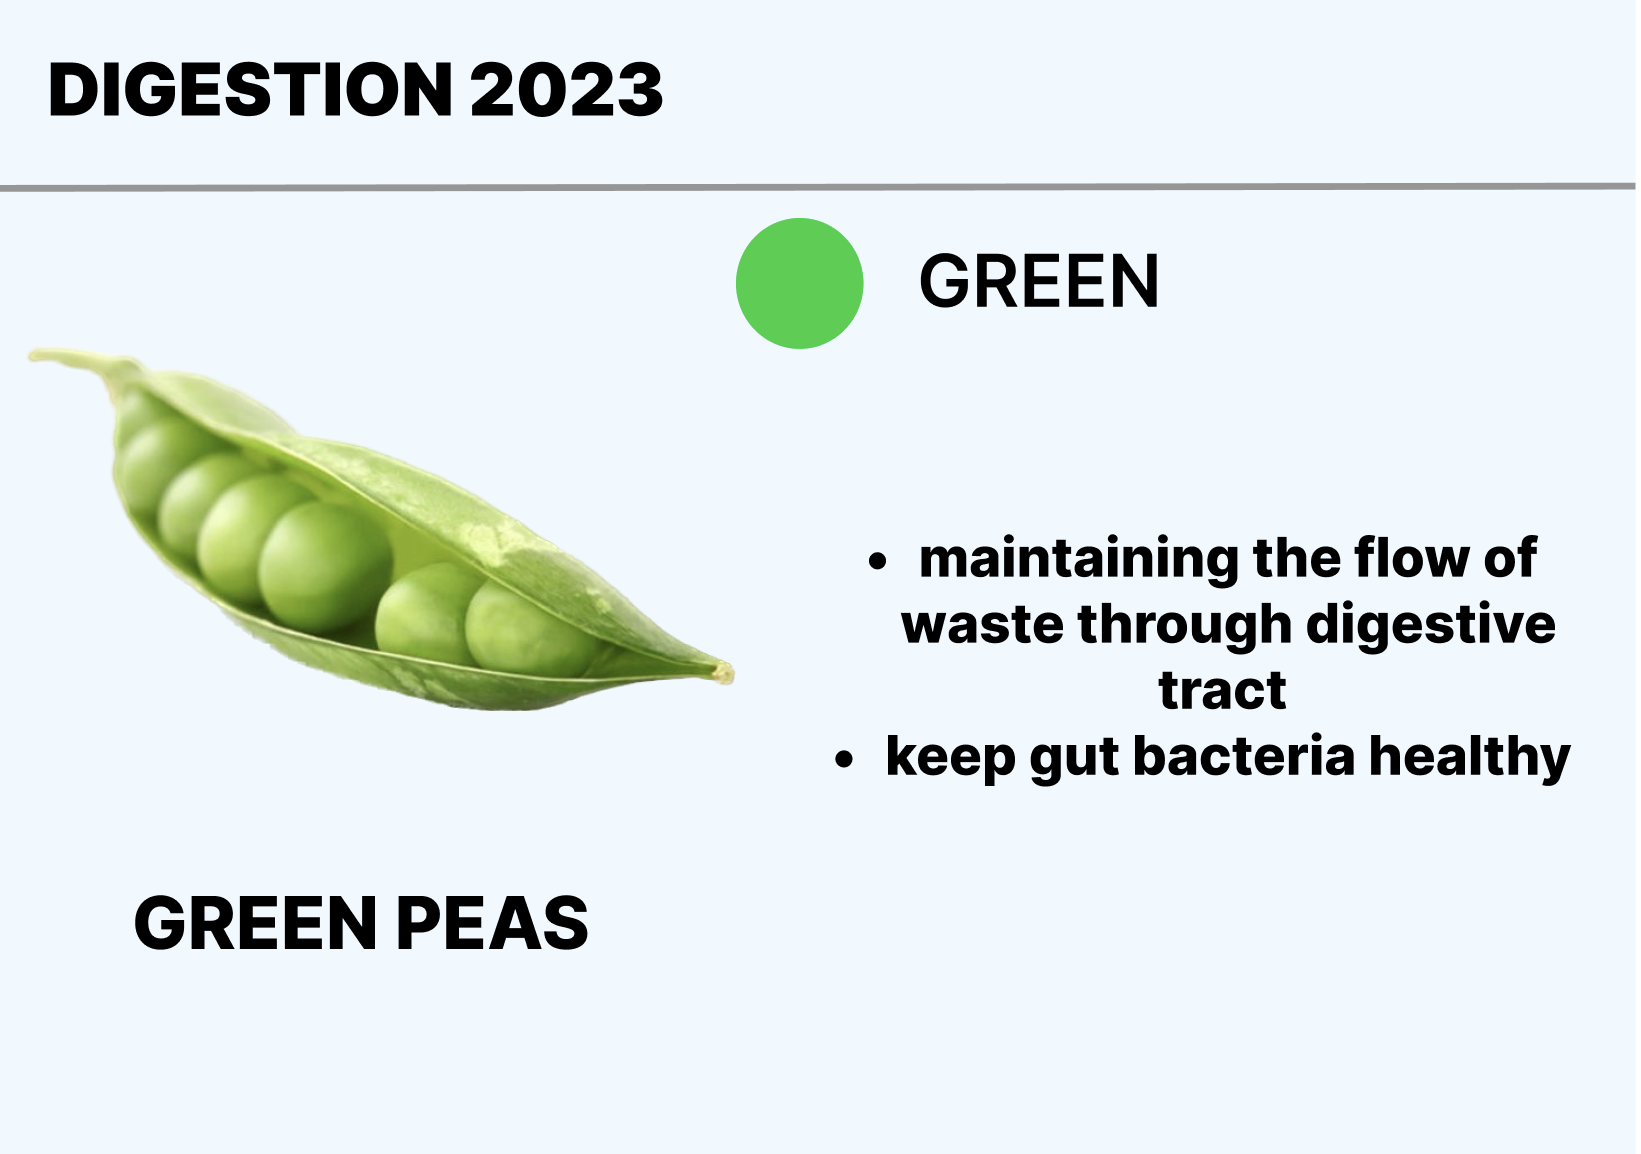 DIGESTION 2023
GREEN
• maintaining the flow of
waste through digestive
tract
• keep gut bacteria healthy
GREEN PEAS